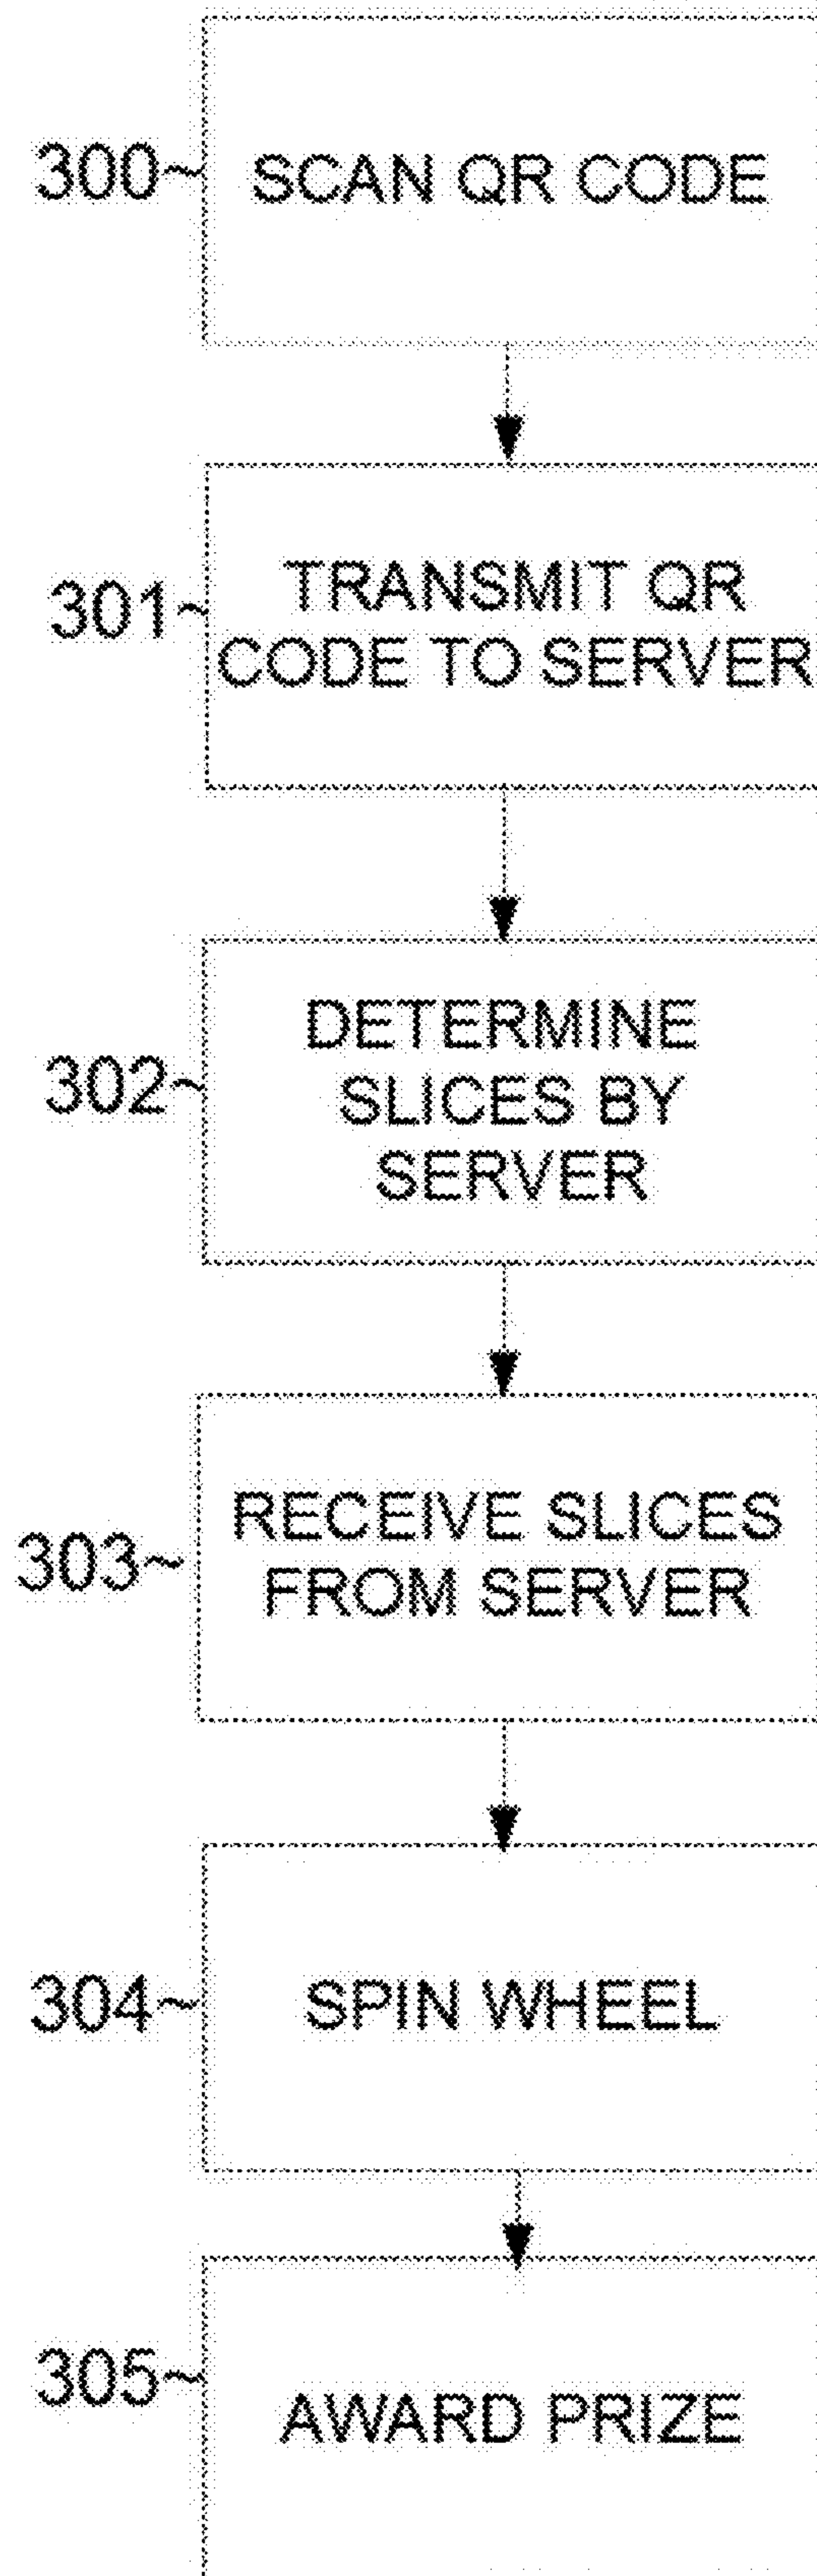 300 SCAN QR CODE
301 TRANSMIT QR
CODE TO SERVER
302 DETERMINE
SLICES BY
SERVER
303 RECEIVE SLICES
FROM SERVER
304 SPIN WHEEL
305 AWARD PRIZE